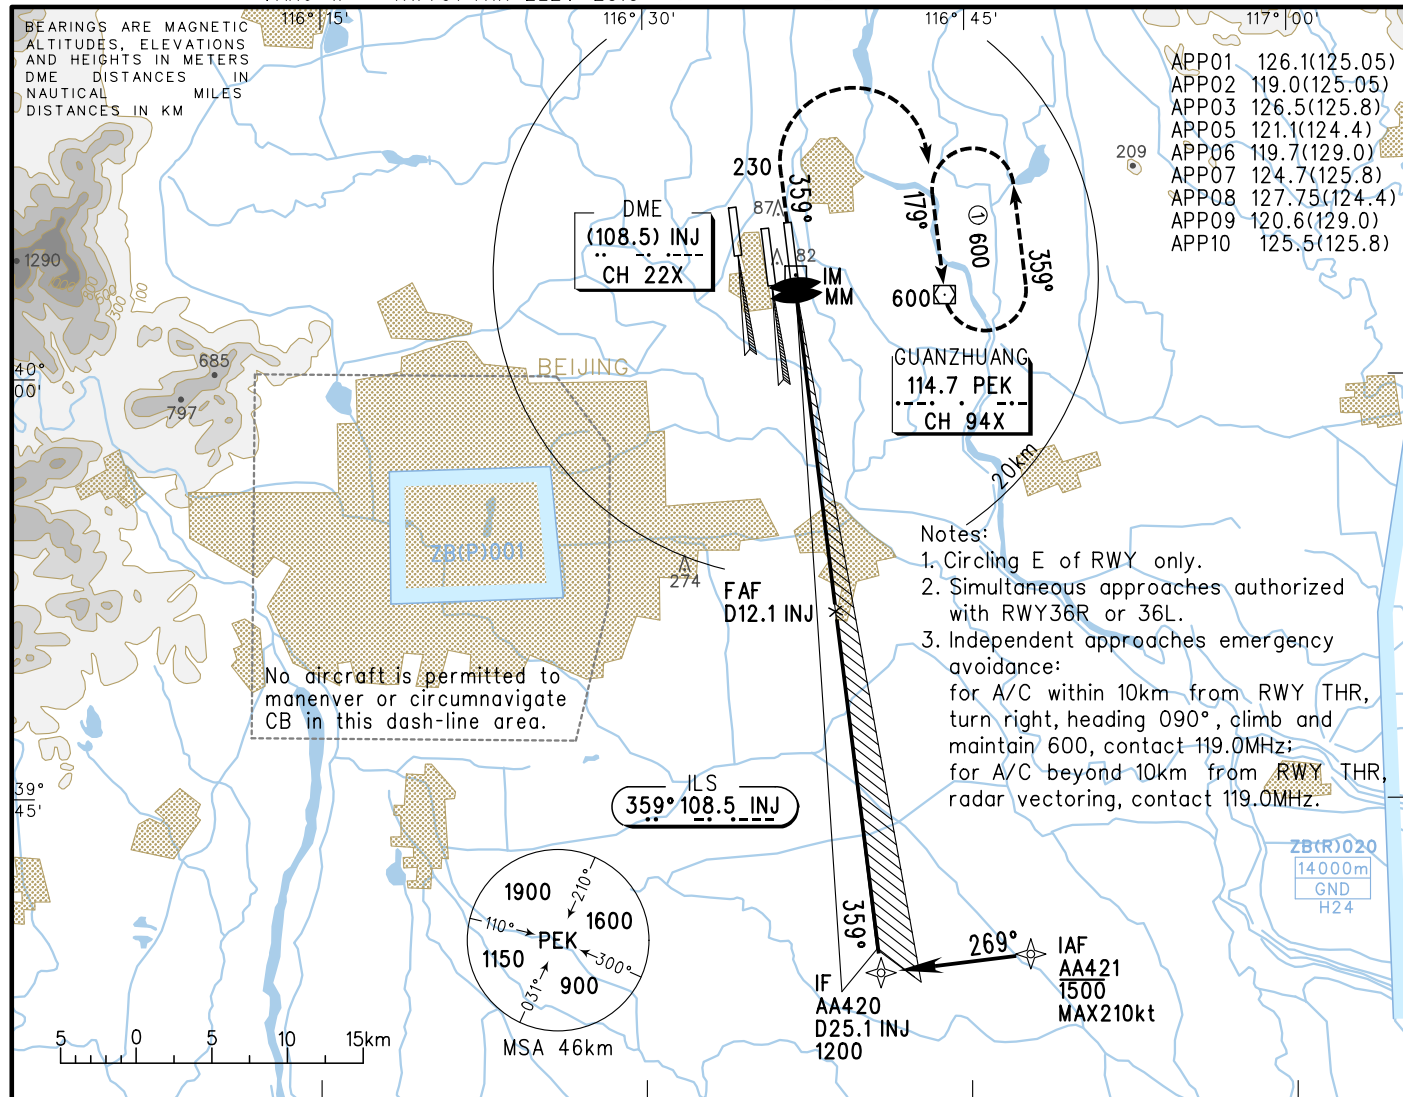 116° 15'
116° 30'
116° 45'
117° 00'
BEARINGS ARE MAGNETIC
ALTITUDES, ELEVATIONS
AND HEIGHTS IN METERS
DME DISTANCES IN
NAUTICAL MILES
DISTANCES IN KM
APP01 126.1(125.05)
APP02 119.0(125.05)
APP03 126.5(125.8)
APP05 121.1(124.4)
APP06 119.7(129.0)
APP07 124.7(125.8)
APP08 127.75(124.4)
APP09 120.6(129.0)
APP10 125.5(125.8)
209
230
359°
87
82
179°
① 600
359°
DME
(108.5) INJ
CH 22X
IM
MM
600
1290
300
100
685
797
40°
00'
BEIJING
GUANZHUANG
114.7 PEK
CH 94X
20km
ZB(P)001
274
FAF
D12.1 INJ
Notes:
1. Circling E of RWY only.
2. Simultaneous approaches authorized
with RWY36R or 36L.
3. Independent approaches emergency
avoidance:
for A/C within 10km from RWY THR,
turn right, heading 090°, climb and
maintain 600, contact 119.0MHz;
for A/C beyond 10km from RWY THR,
radar vectoring, contact 119.0MHz.
No aircraft is permitted to
manenver or circumnavigate
CB in this dash-line area.
39°
45'
ILS
359° 108.5 INJ
ZB(R)020
14000m
GND
H24
1900
210°
1600
110°
PEK
1150
300°
900
031°
MSA 46km
359°
269°
IAF
AA421
1500
MAX210kt
IF
AA420
D25.1 INJ
1200
5 0 5 10 15km